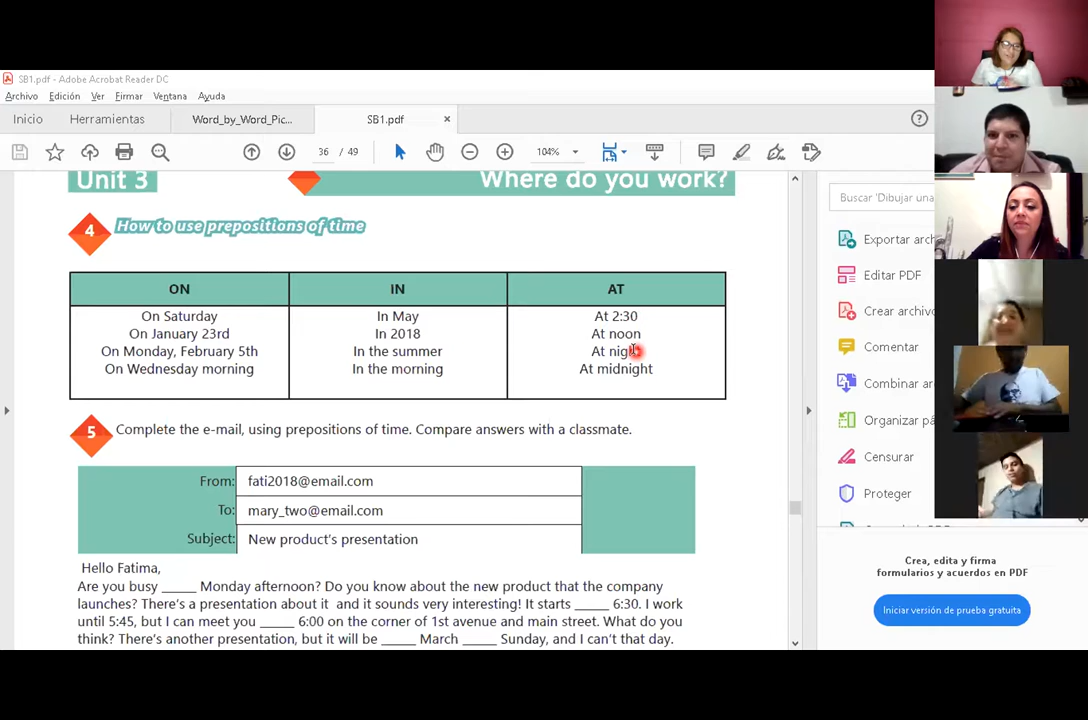 SB1.pdf - Adobe Acrobat Reader DC
Archivo Edición Ver Firmar Ventana Ayuda
Inicio Herramientas Word_by_Word_Pic... SB1.pdf ×
36 / 49 104%
Unit 3 Where do you work?
4 How to use prepositions of time
ON IN AT
On Saturday In May At 2:30
On January 23rd In 2018 At noon
On Monday, February 5th In the summer At night
On Wednesday morning In the morning At midnight
5 Complete the e-mail, using prepositions of time. Compare answers with a classmate.
From: fati2018@email.com
To: mary_two@email.com
Subject: New product's presentation
Hello Fatima,
Are you busy _____ Monday afternoon? Do you know about the new product that the company
launches? There's a presentation about it and it sounds very interesting! It starts _____ 6:30. I work
until 5:45, but I can meet you _____ 6:00 on the corner of 1st avenue and main street. What do you
think? There's another presentation, but it will be _____ March _____ Sunday, and I can't that day.
Buscar 'Dibujar una
Exportar arch
Editar PDF
Crear archivo
Comentar
Combinar ar
Organizar pá
Censurar
Proteger
Crea, edita y firma
formularios y acuerdos en PDF
Iniciar versión de prueba gratuita